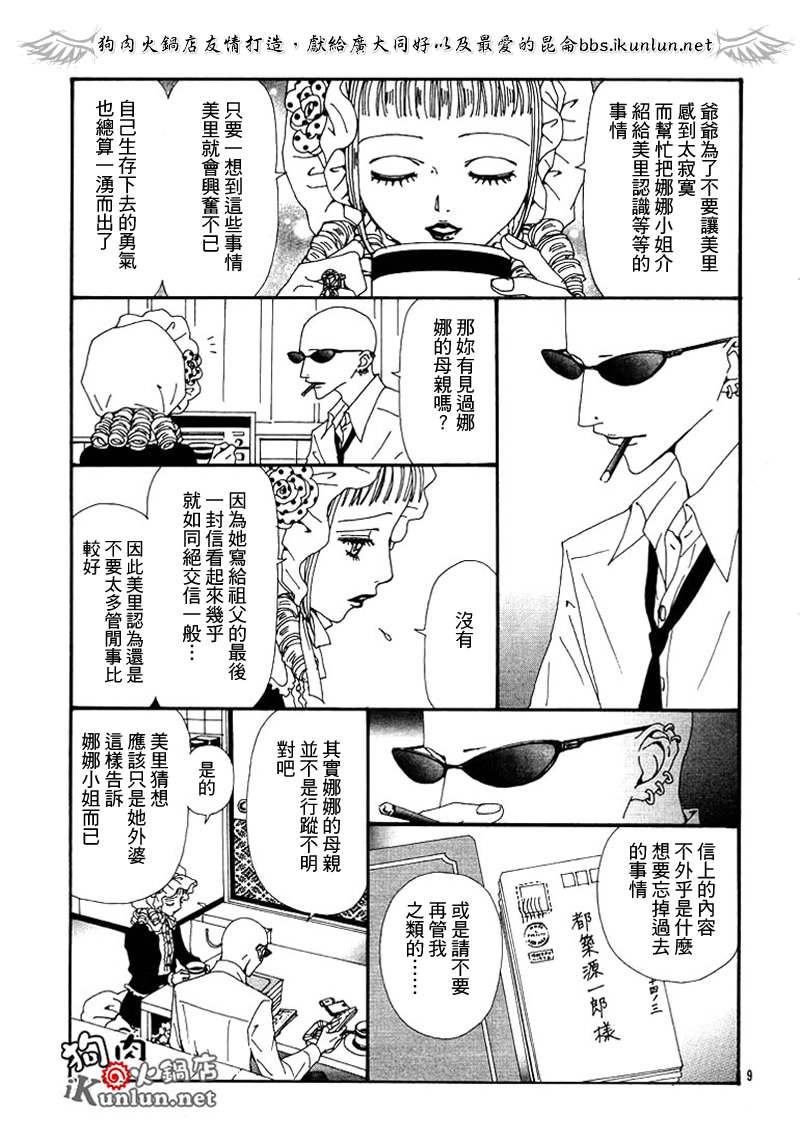 狗肉火鍋店友情打造，獻給廣大同好以及最愛的昆侖bbs.ikunlun.net
爺爺為了不要讓美里
感到太寂寞
而幫忙把娜娜小姐介
紹給美里認識等等的
事情
只要一想到這些事情
美里就會興奮不已
自己生存下去的勇氣
也總算一湧而出了
那妳有見過娜
娜的母親嗎？
沒有
因為她寫給祖父的最後
一封信看起來幾乎
就如同絕交信一般…
因此美里認為還是
不要太多管閒事比
較好
信上的內容
不外乎是什麼
想要忘掉過去
的事情
或是請不要
再管我
之類的……
都築源一郎樣
十四ノ三
其實娜娜的母親
並不是行蹤不明
對吧
是的
美里猜想
應該只是她外婆
這樣告訴
娜娜小姐而已
狗肉
火鍋店
iKunlun.net
9